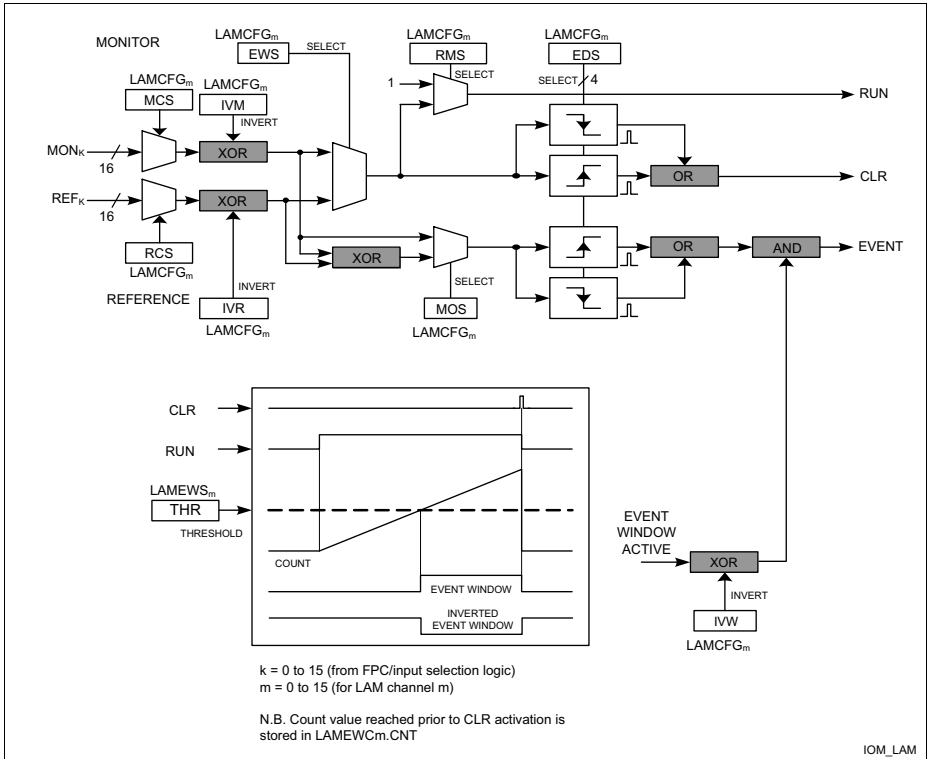 MONITOR
LAMCFGm
EWS
SELECT
LAMCFGm
RMS
SELECT
LAMCFGm
EDS
SELECT
4
LAMCFGm
MCS
LAMCFGm
IVM
INVERT
1
RUN
MONK
16
XOR
REFK
16
XOR
OR
CLR
RCS
LAMCFGm
REFERENCE
INVERT
IVR
LAMCFGm
XOR
SELECT
MOS
LAMCFGm
OR
AND
EVENT
CLR
RUN
LAMEWSm
THR
THRESHOLD
COUNT
EVENT WINDOW
INVERTED
EVENT WINDOW
EVENT
WINDOW
ACTIVE
XOR
INVERT
IVW
LAMCFGm
k = 0 to 15 (from FPC/input selection logic)
m = 0 to 15 (for LAM channel m)
N.B. Count value reached prior to CLR activation is
stored in LAMEWCm.CNT
IOM_LAM